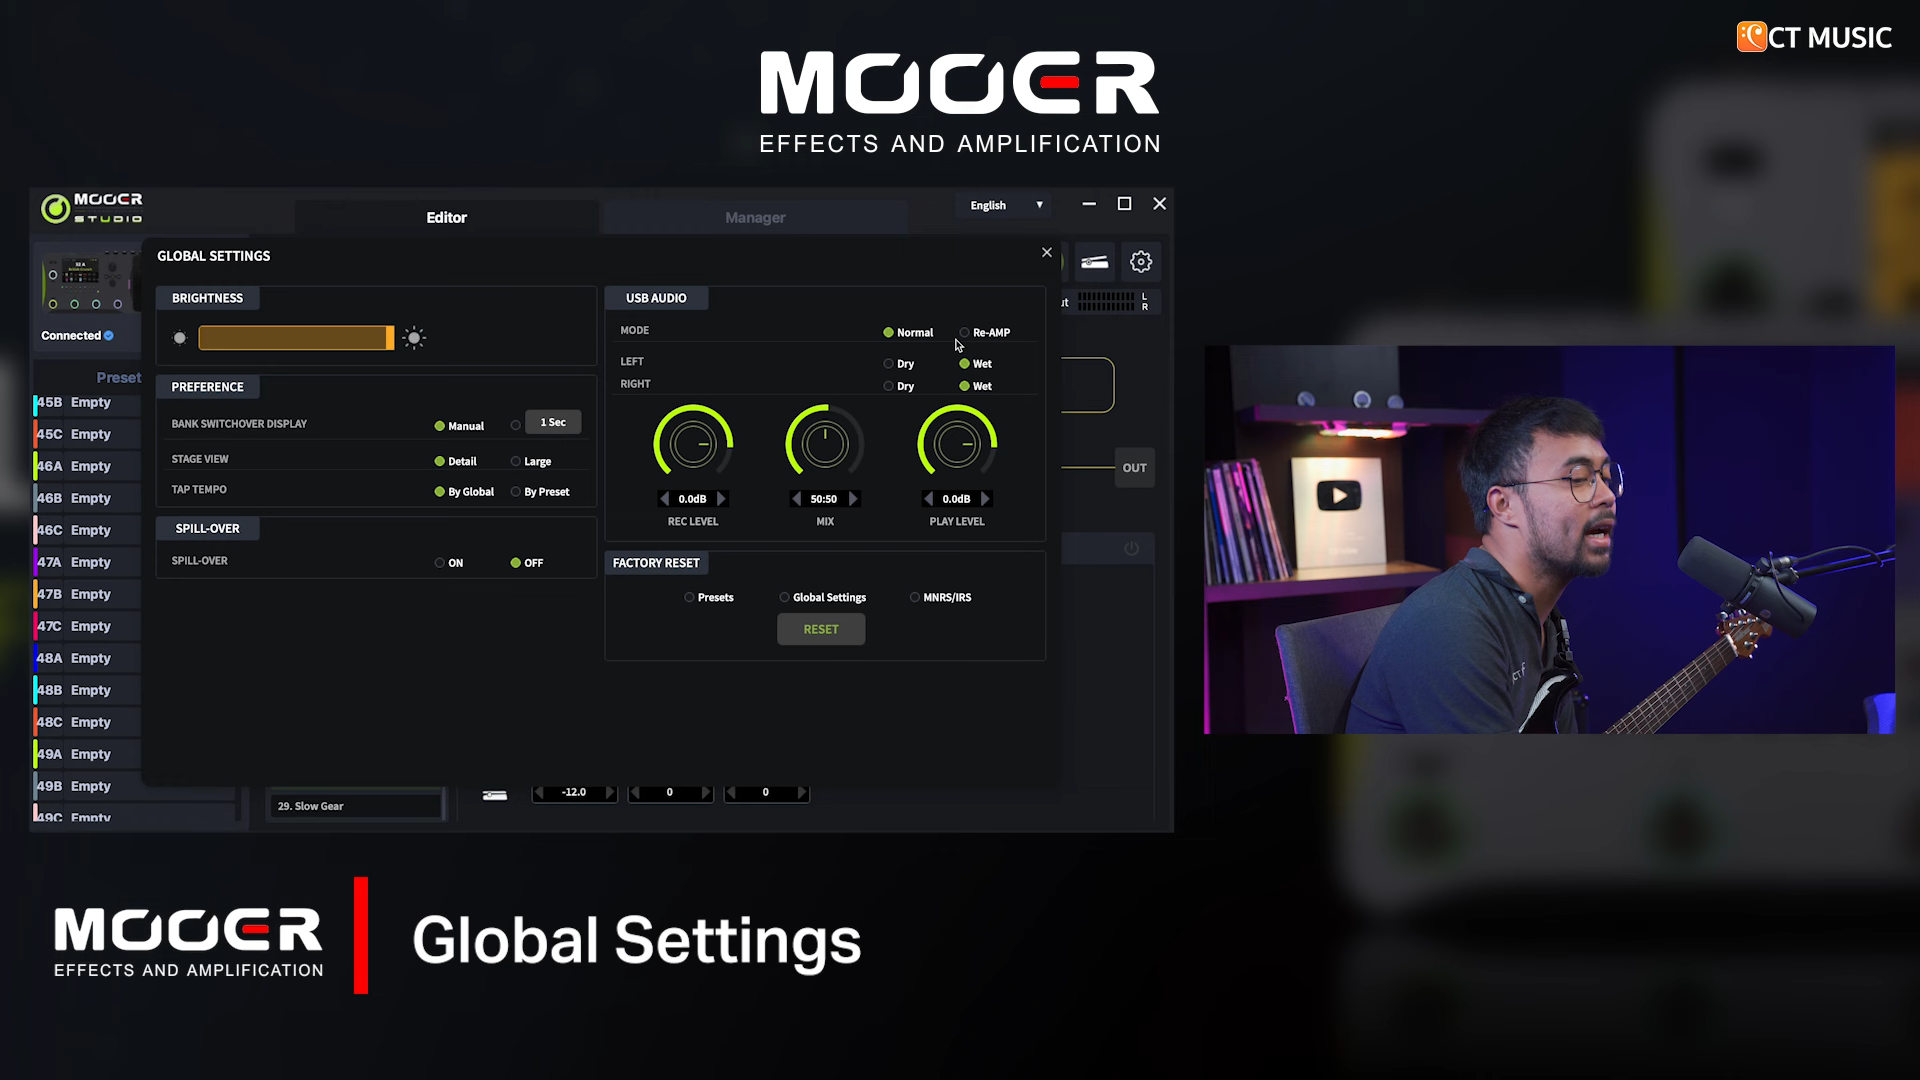 CT MUSIC
MOOER
EFFECTS AND AMPLIFICATION
MOOER
STUDIO
Editor
Manager
English
GLOBAL SETTINGS
BRIGHTNESS
Connected
PREFERENCE
BANK SWITCHOVER DISPLAY
Manual
1 Sec
STAGE VIEW
Detail
Large
TAP TEMPO
By Global
By Preset
SPILL-OVER
SPILL-OVER
ON
OFF
USB AUDIO
MODE
Normal
Re-AMP
LEFT
Dry
Wet
RIGHT
Dry
Wet
0.0dB
50:50
0.0dB
REC LEVEL
MIX
PLAY LEVEL
FACTORY RESET
Presets
Global Settings
MNRS/IRS
RESET
L
R
OUT
Preset
45B Empty
45C Empty
46A Empty
46B Empty
46C Empty
47A Empty
47B Empty
47C Empty
48A Empty
48B Empty
48C Empty
49A Empty
49B Empty
49C Empty
29. Slow Gear
-12.0
0
0
MOOER
EFFECTS AND AMPLIFICATION
Global Settings